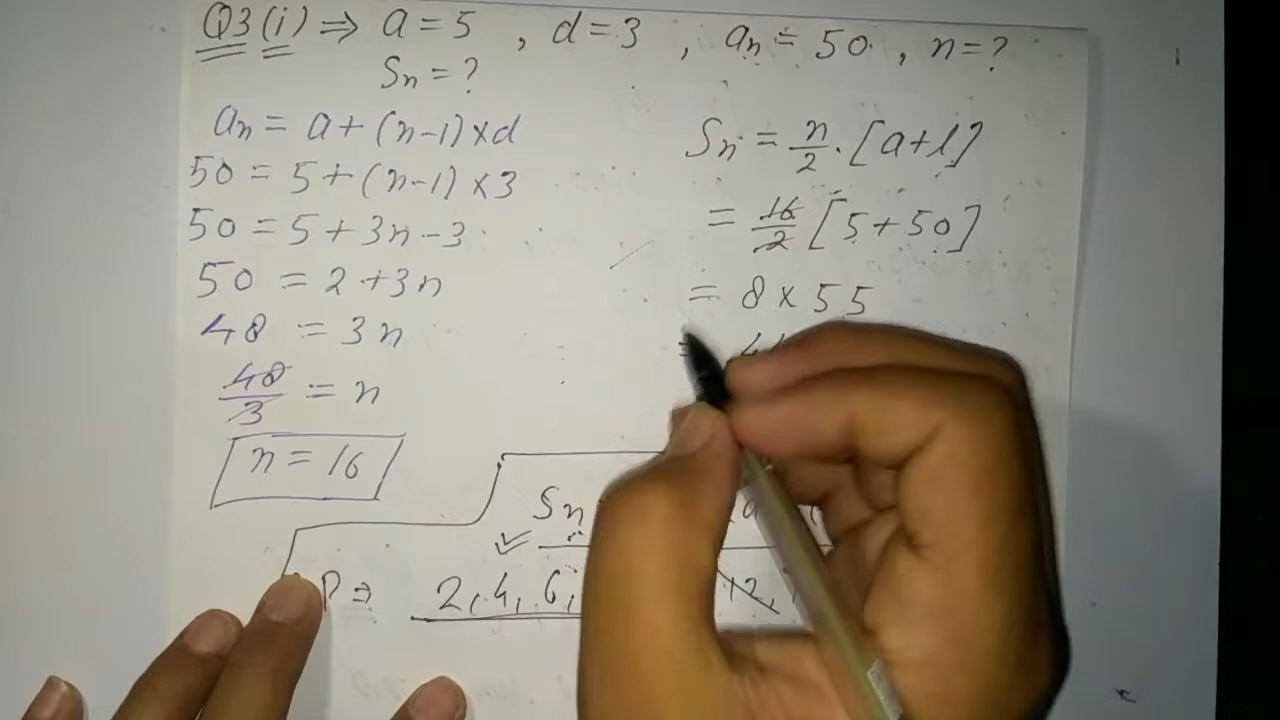 Q3 (i) ⇒ a = 5 , d = 3 , an = 50 , n = ?
Sn = ?
an = a + (n-1) × d
50 = 5 + (n-1) × 3
50 = 5 + 3n - 3
50 = 2 + 3n
48 = 3n
48/3 = n
n = 16
Sn = n/2 . [a + l]
= 16/2 [5 + 50]
= 8 × 55
=
Sn
P ⇒ 2, 4, 6, 12,